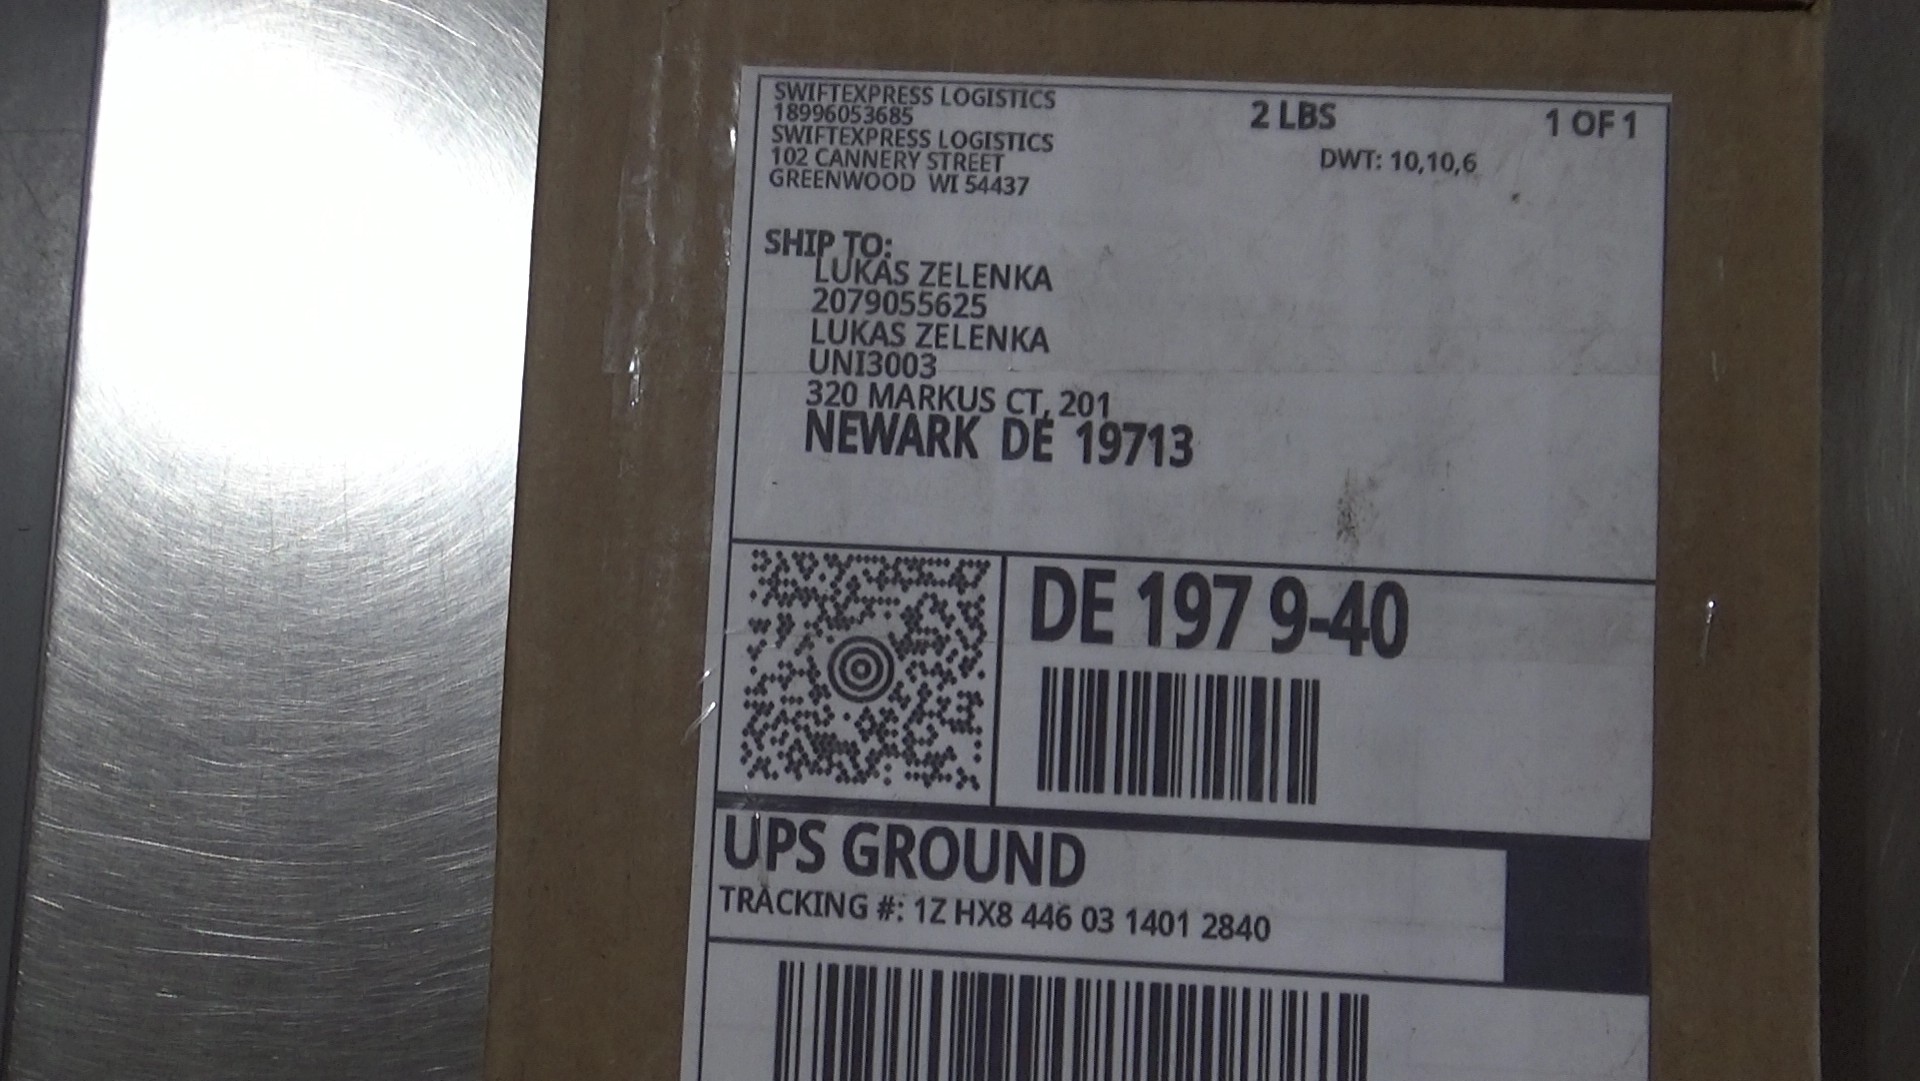 SWIFTEXPRESS LOGISTICS
18996053685
SWIFTEXPRESS LOGISTICS
102 CANNERY STREET
GREENWOOD WI 54437
2 LBS
1 OF 1
DWT: 10,10,6
SHIP TO:
LUKAS ZELENKA
2079055625
LUKAS ZELENKA
UNI3003
320 MARKUS CT, 201
NEWARK DE 19713
DE 197 9-40
UPS GROUND
TRACKING #: 1Z HX8 446 03 1401 2840